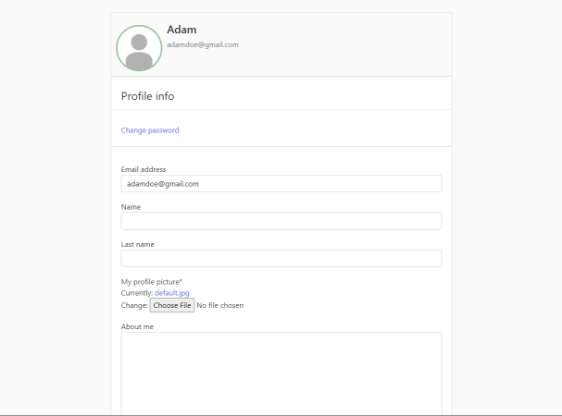 Adam
adamdoe@gmail.com
Profile info
Change password
Email address
adamdoe@gmail.com
Name
Last name
My profile picture*
Currently: default.jpg
Change: Choose File No file chosen
About me